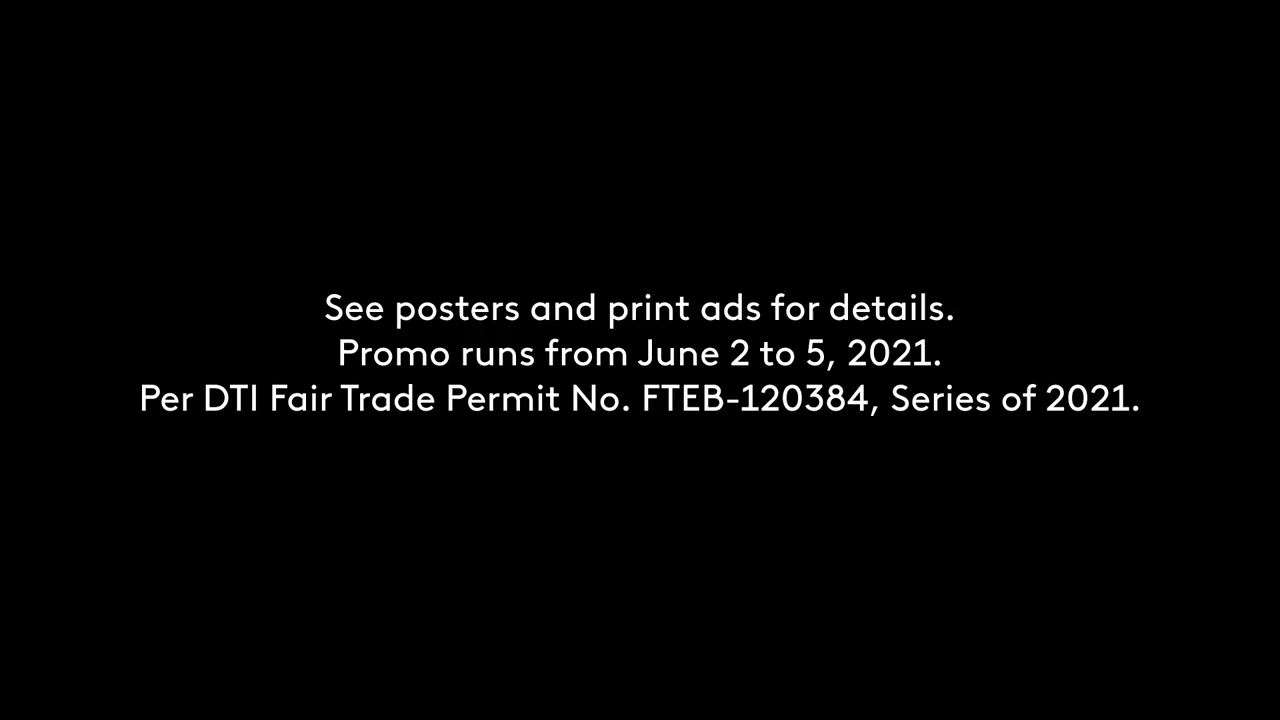 See posters and print ads for details.
Promo runs from June 2 to 5, 2021.
Per DTI Fair Trade Permit No. FTEB-120384, Series of 2021.